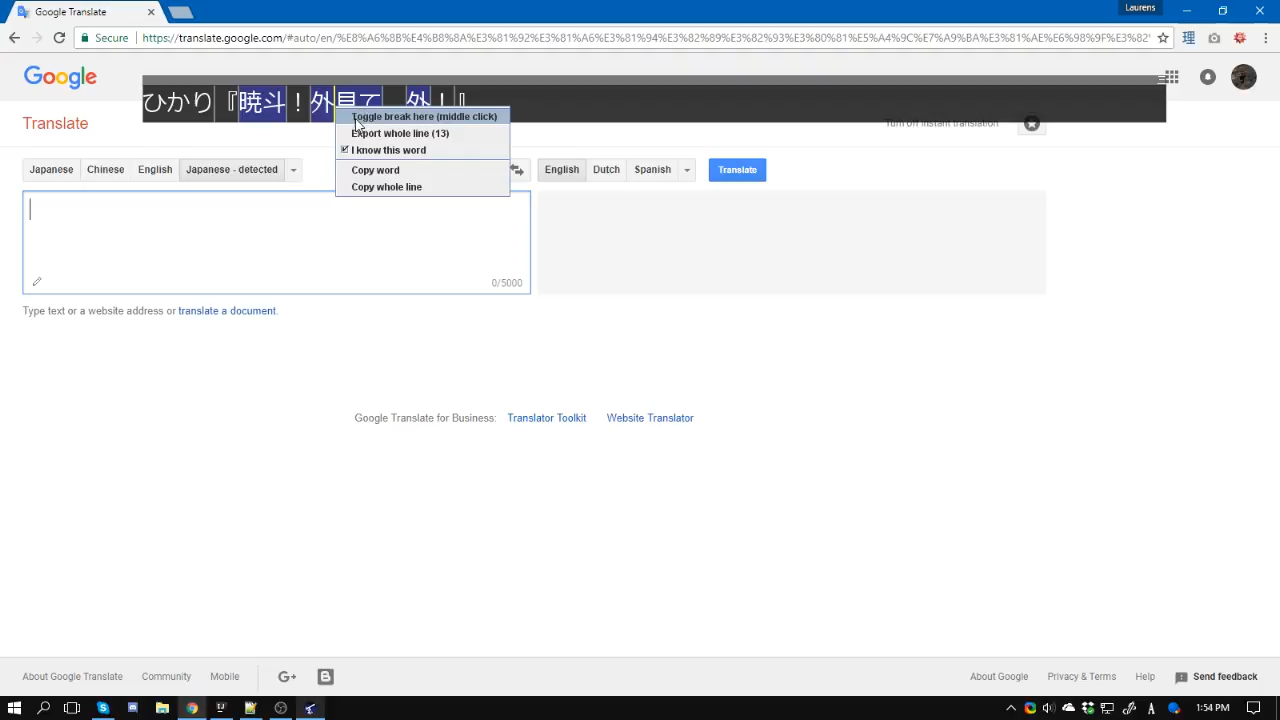 Google Translate
Laurens
Secure
https://translate.google.com/#auto/en/%E8%A6%8B%E4%B8%8A%E3%81%92%E3%81%A6%E3%81%94%E3%82%89%E3%82%93%E3%80%81%E5%A4%9C%E7%A9%BA%E3%81%AE%E6%98%9F%E3%82%
Google
ひかり『暁斗！外見て 外！』
Translate
Turn off instant translation
Toggle break here (middle click)
Export whole line (13)
I know this word
Copy word
Copy whole line
Japanese Chinese English Japanese - detected
English Dutch Spanish Translate
0/5000
Type text or a website address or translate a document.
Google Translate for Business: Translator Toolkit Website Translator
About Google Translate Community Mobile G+ B
About Google Privacy & Terms Help Send feedback
1:54 PM